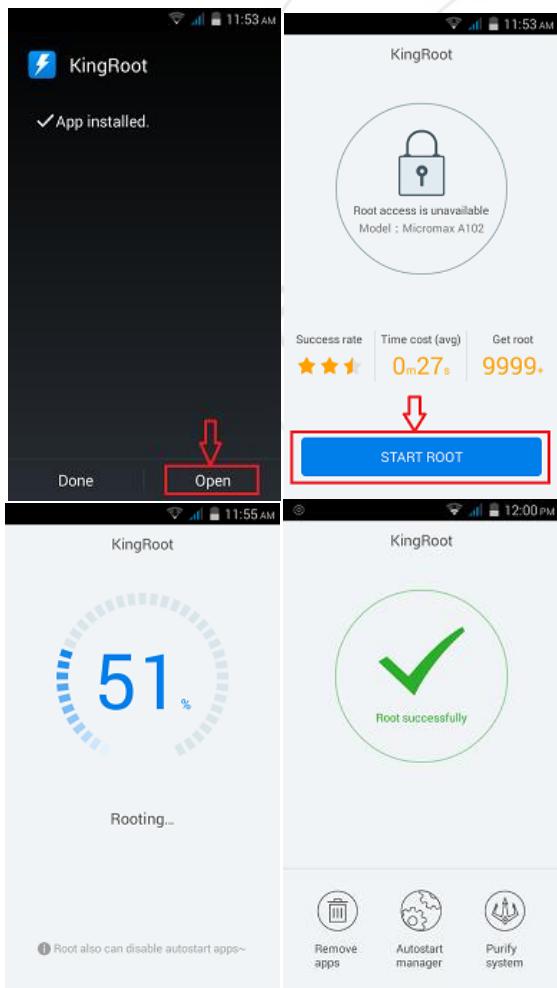 11:53 AM
KingRoot
App installed.
Done
Open
11:53 AM
KingRoot
Root access is unavailable
Model : Micromax A102
Success rate
Time cost (avg)
Get root
0m27s
9999+
START ROOT
11:55 AM
KingRoot
51%
Rooting...
Root also can disable autostart apps~
12:00 PM
KingRoot
Root successfully
Remove apps
Autostart manager
Purify system